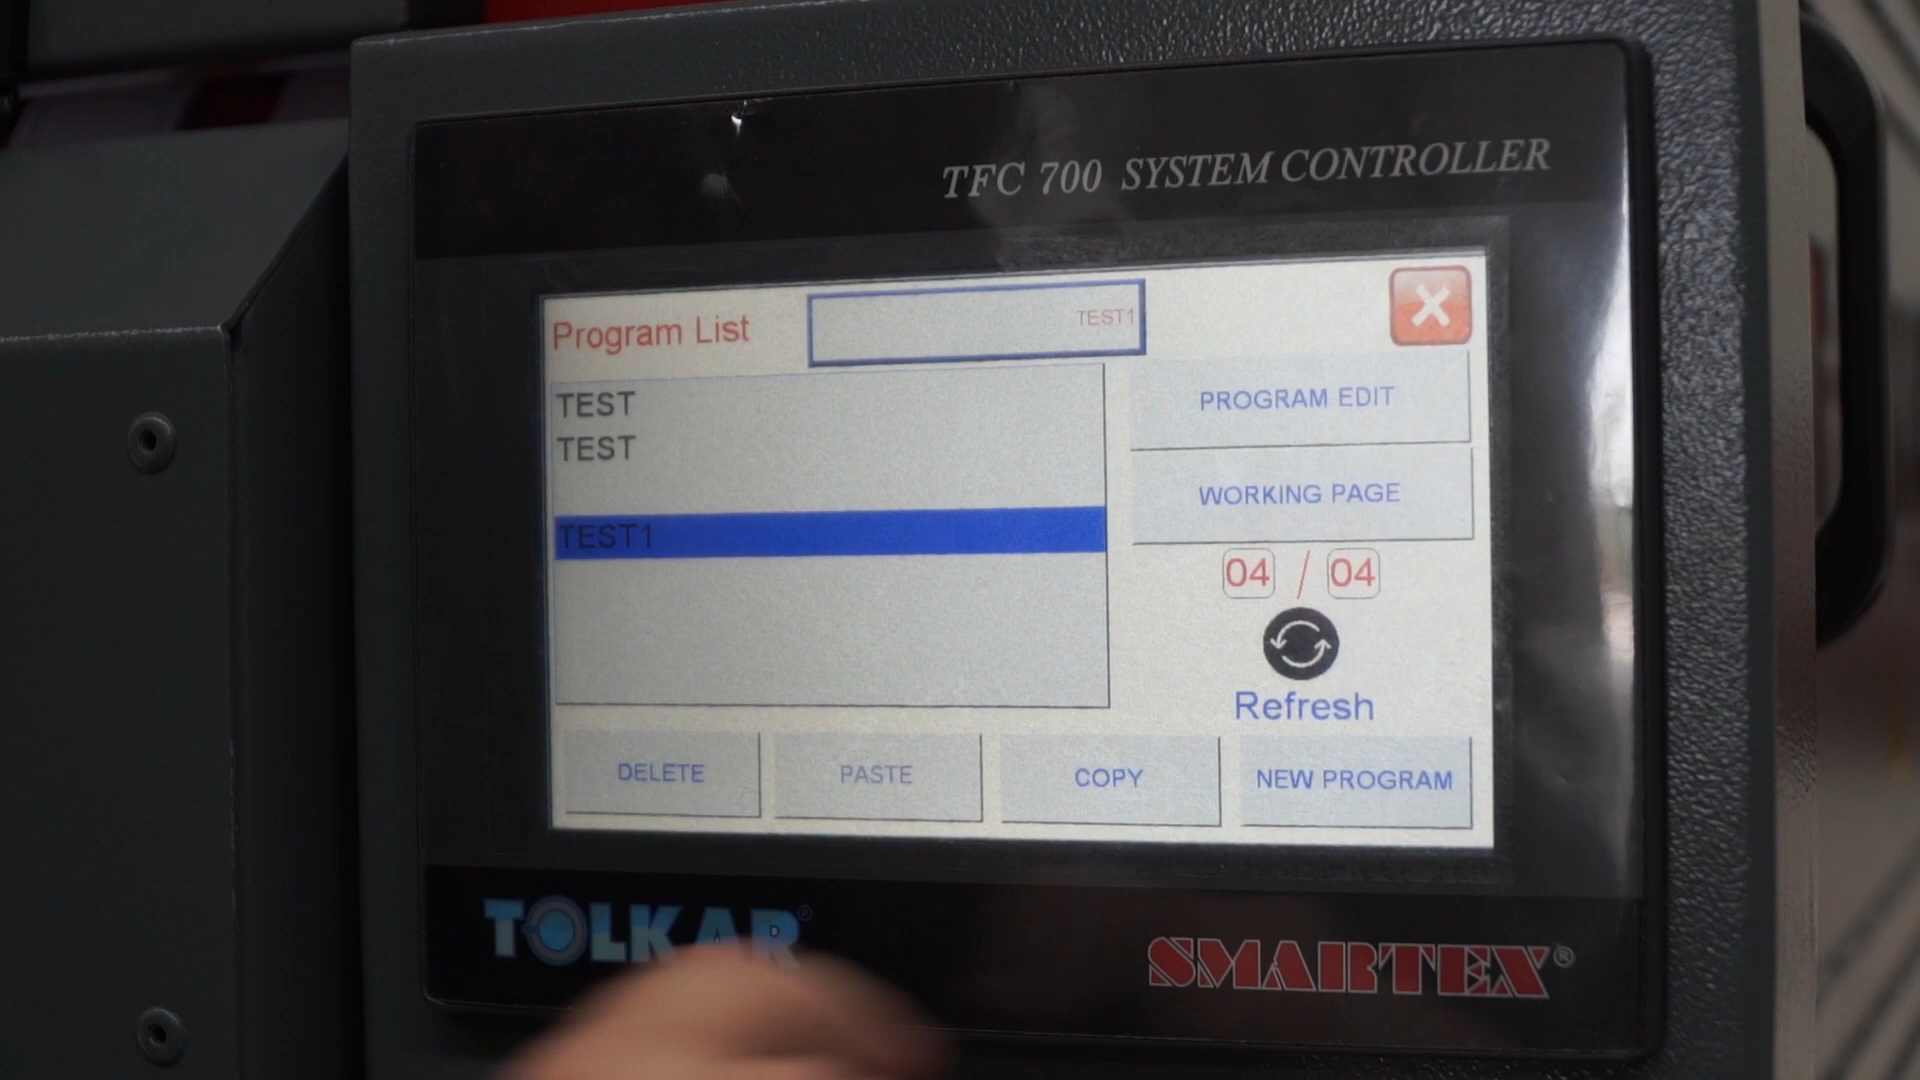 TFC 700 SYSTEM CONTROLLER
Program List
TEST1
TEST
TEST
TEST1
PROGRAM EDIT
WORKING PAGE
04 / 04
Refresh
DELETE
PASTE
COPY
NEW PROGRAM
TOLKAR®
SMARTEX®